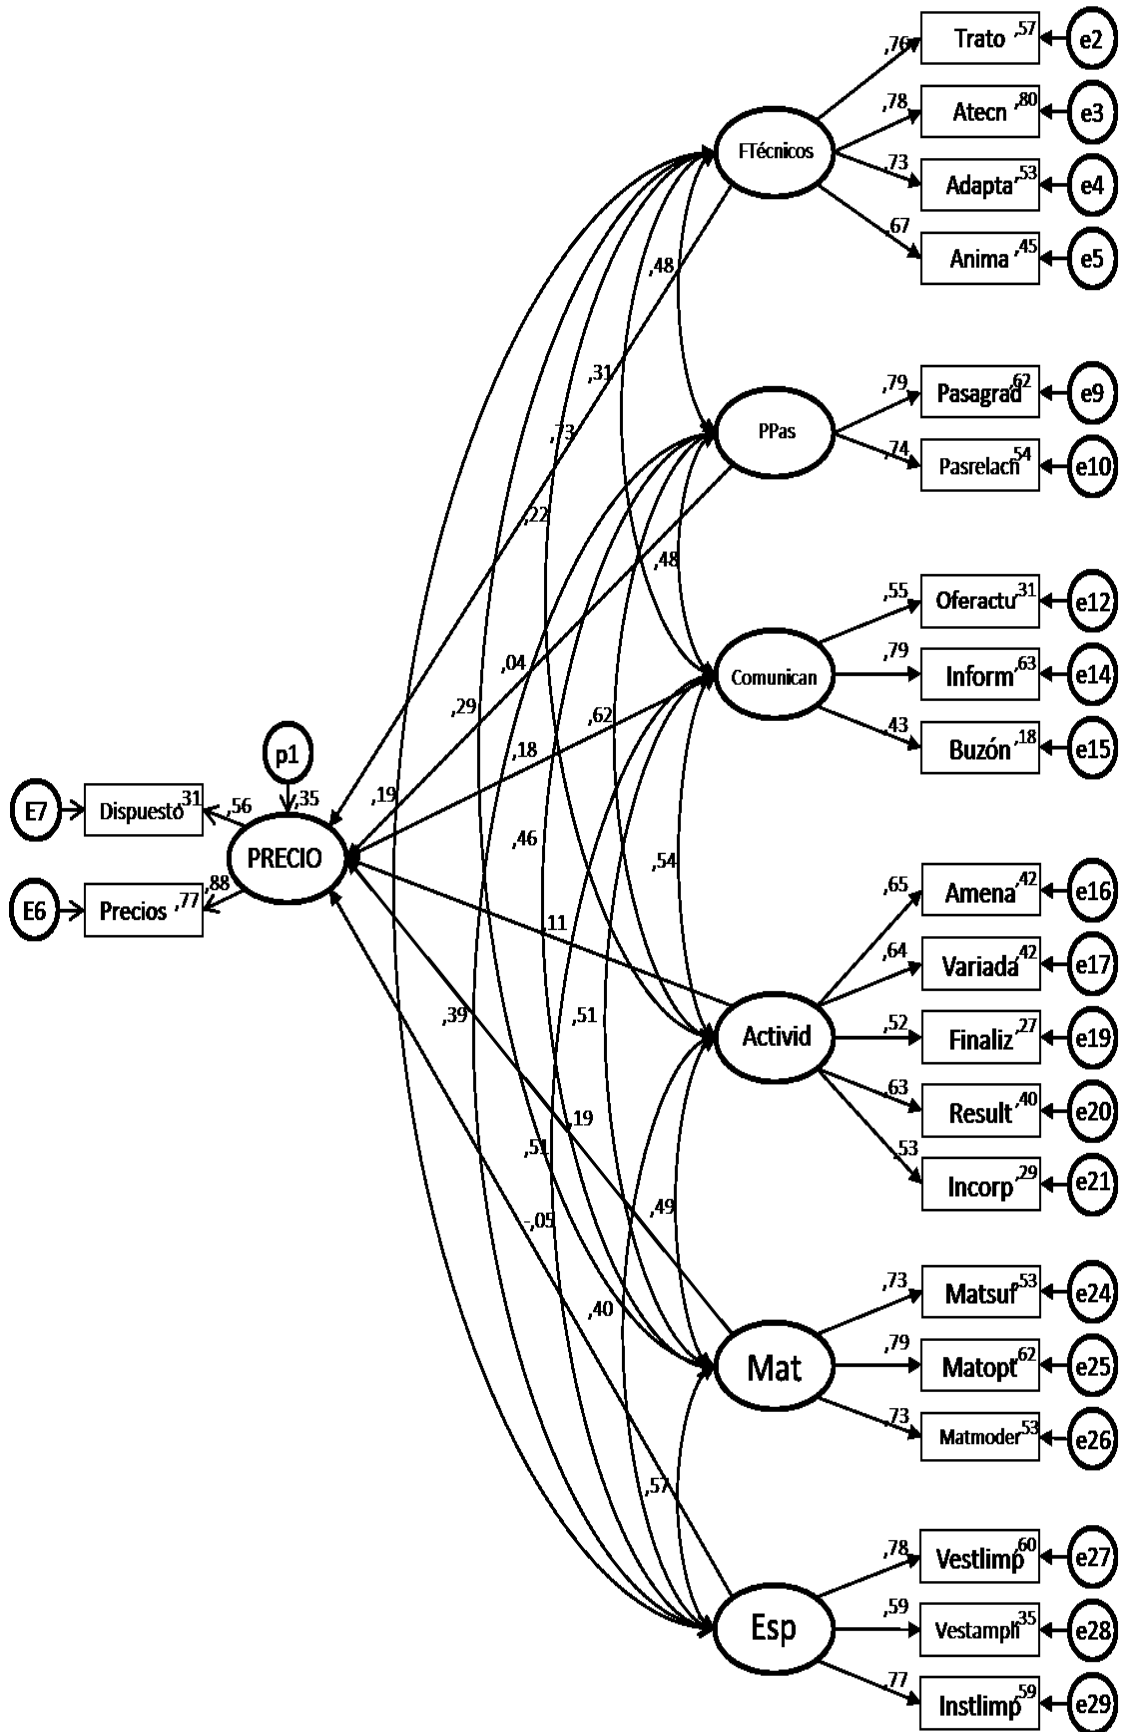 ,76
Trato ,57
e2
,78
Atecn ,80
e3
FTécnicos
,73
Adapta ,53
e4
,67
Anima ,45
e5
,48
,31
,79
Pasagrad ,62
e9
,73
PPas
,74
Pasrelach ,54
e10
,22
,48
,55
Oferactu ,31
e12
,04
,79
Comunican
Inform ,63
e14
,29
,62
,18
,43
Buzón ,18
e15
p1
E7
Dispuesto ,31
,56
,35
,19
PRECIO
,46
,54
E6
Precios ,77
,88
,65
Amena ,42
e16
,11
,64
Variada ,42
e17
,39
,51
Activid
,52
Finaliz ,27
e19
,63
Result ,40
e20
,19
,51
,53
Incorp ,29
e21
,49
-,05
,40
,73
Matsuf ,53
e24
,79
Mat
Matopt ,62
e25
,73
Matmoder ,53
e26
,57
,78
Vestlimp ,60
e27
,59
Esp
Vestampli ,35
e28
,77
Instlimp ,59
e29